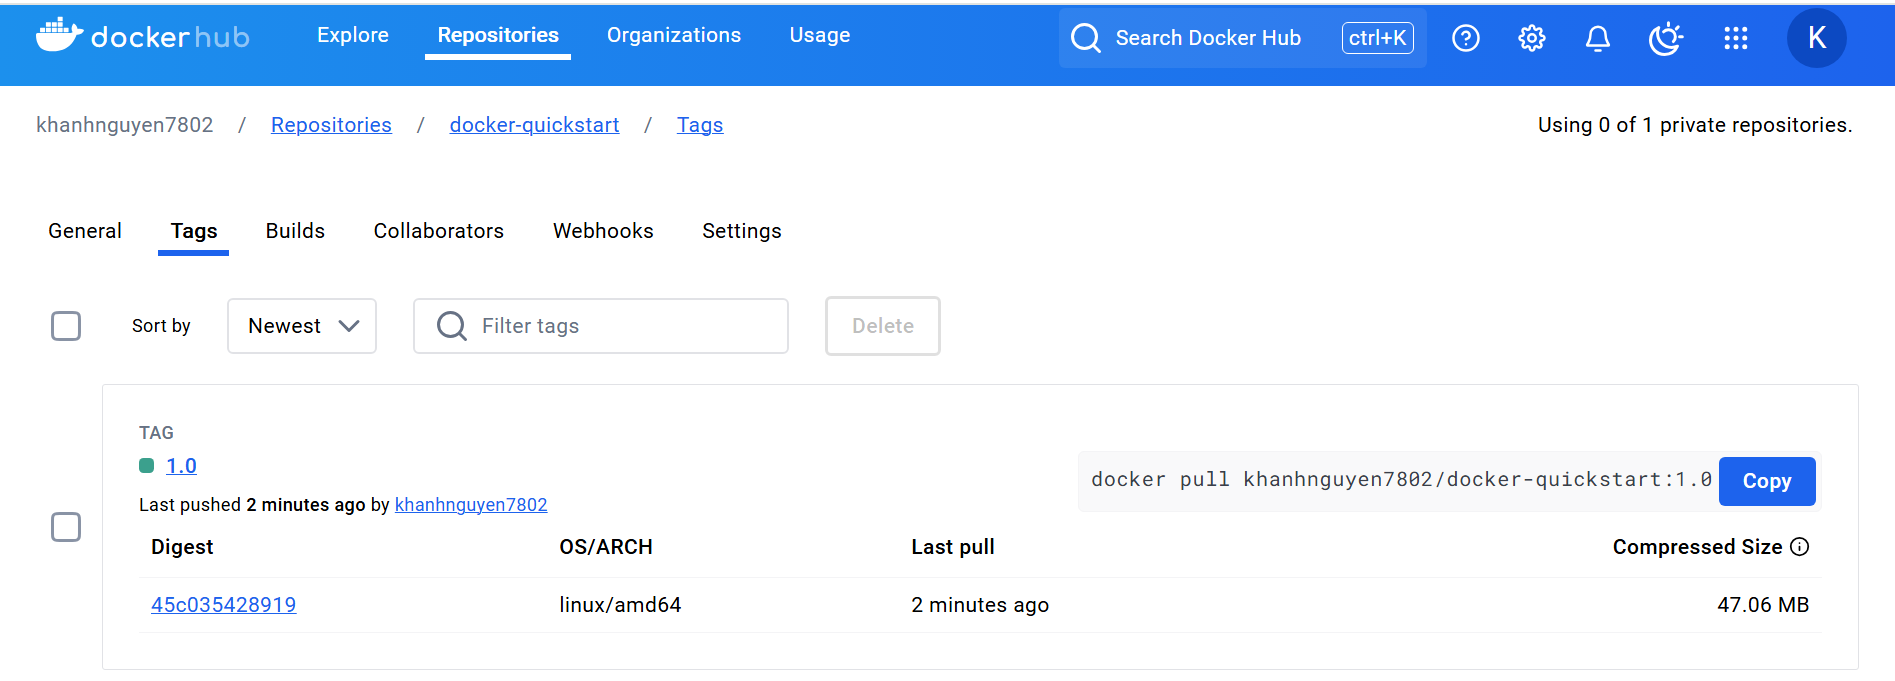 dockerhub Explore Repositories Organizations Usage Search Docker Hub ctrl+K K
khanhnguyen7802 / Repositories / docker-quickstart / Tags Using 0 of 1 private repositories.
General Tags Builds Collaborators Webhooks Settings
Sort by Newest Filter tags Delete
TAG
1.0
docker pull khanhnguyen7802/docker-quickstart:1.0 Copy
Last pushed 2 minutes ago by khanhnguyen7802
Digest OS/ARCH Last pull Compressed Size
45c035428919 linux/amd64 2 minutes ago 47.06 MB